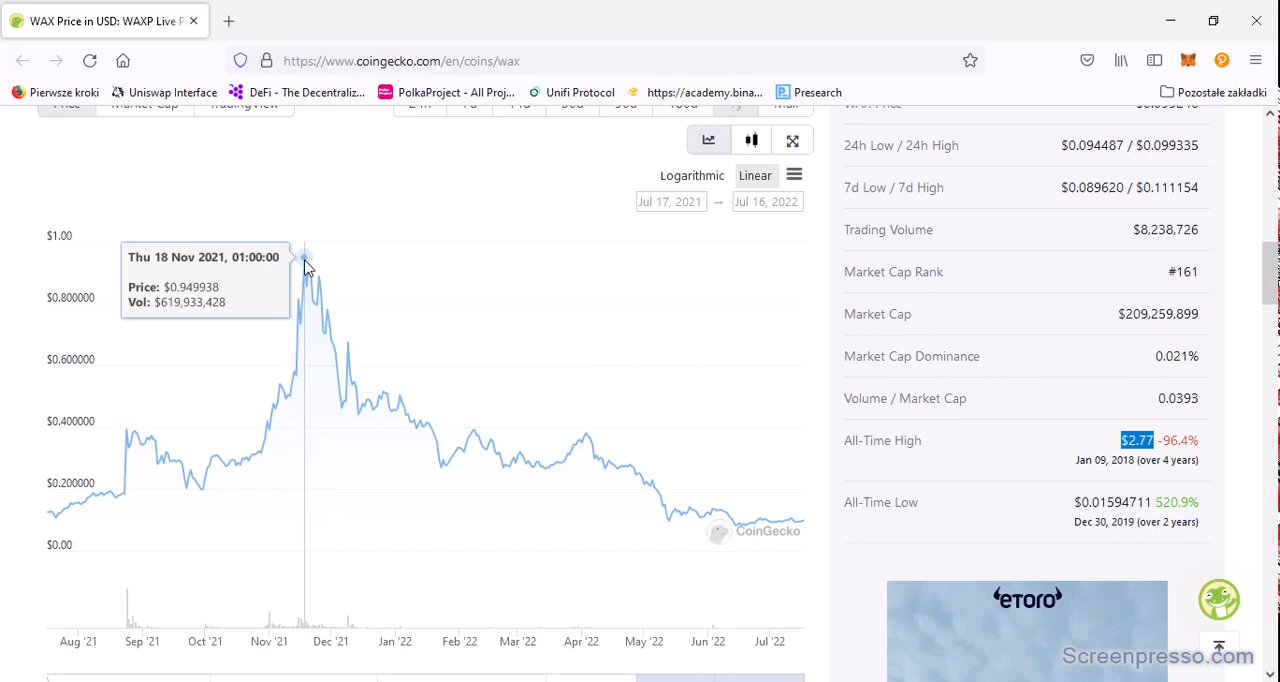 WAX Price in USD: WAXP Live P
https://www.coingecko.com/en/coins/wax
Pierwsze kroki
Uniswap Interface
DeFi - The Decentraliz...
PolkaProject - All Proj...
Unifi Protocol
https://academy.bina...
Presearch
Pozostałe zakładki
Price
Market Cap
TradingView
Max
Logarithmic
Linear
Jul 17, 2021 → Jul 16, 2022
$1.00
$0.800000
$0.600000
$0.400000
$0.200000
$0.00
Thu 18 Nov 2021, 01:00:00
Price: $0.949938
Vol: $619,933,428
CoinGecko
Aug '21
Sep '21
Oct '21
Nov '21
Dec '21
Jan '22
Feb '22
Mar '22
Apr '22
May '22
Jun '22
Jul '22
24h Low / 24h High
$0.094487 / $0.099335
7d Low / 7d High
$0.089620 / $0.111154
Trading Volume
$8,238,726
Market Cap Rank
#161
Market Cap
$209,259,899
Market Cap Dominance
0.021%
Volume / Market Cap
0.0393
All-Time High
$2.77 -96.4%
Jan 09, 2018 (over 4 years)
All-Time Low
$0.01594711 520.9%
Dec 30, 2019 (over 2 years)
eToro
Screenpresso.com